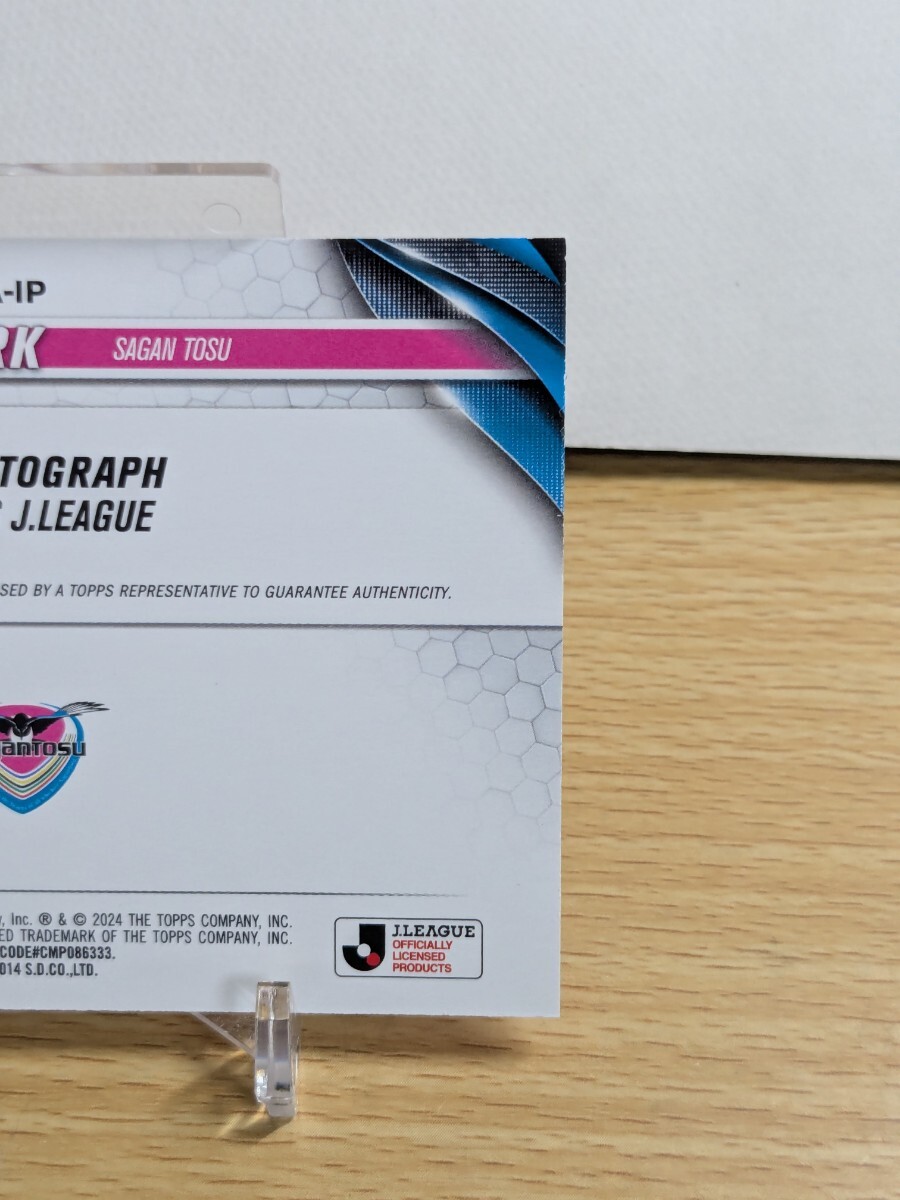 -IP
RK SAGAN TOSU
TOGRAPH
J.LEAGUE
SED BY A TOPPS REPRESENTATIVE TO GUARANTEE AUTHENTICITY.
anTosu
, Inc. ® & © 2024 THE TOPPS COMPANY, INC.
ED TRADEMARK OF THE TOPPS COMPANY, INC.
CODE#CMP086333.
014 S.D.CO.,LTD.
J.LEAGUE
OFFICIALLY
LICENSED
PRODUCTS